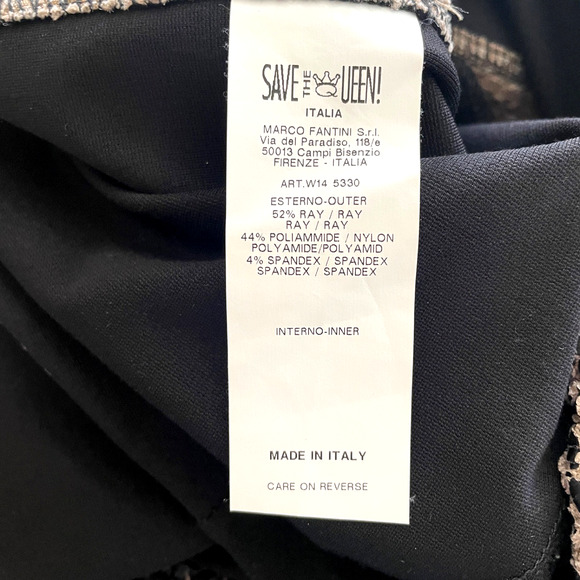 SAVE THE QUEEN!
ITALIA
MARCO FANTINI S.r.l.
Via del Paradiso, 118/e
50013 Campi Bisenzio
FIRENZE - ITALIA
ART.W14 5330
ESTERNO-OUTER
52% RAY / RAY
RAY / RAY
44% POLIAMMIDE / NYLON
POLYAMIDE/POLYAMID
4% SPANDEX / SPANDEX
SPANDEX / SPANDEX
INTERNO-INNER
MADE IN ITALY
CARE ON REVERSE